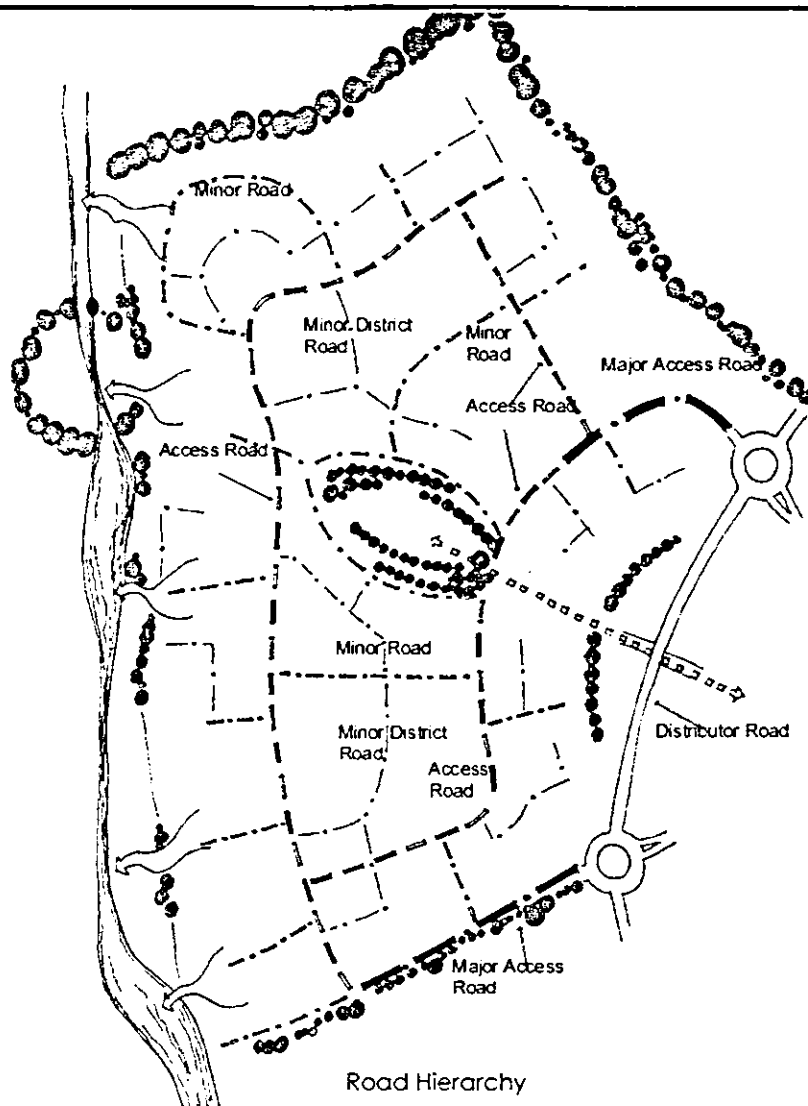 Minor Road
Minor District
Road
Minor
Road
Major Access Road
Access Road
Access Road
Minor Road
Minor District
Road
Access
Road
Distributor Road
Major Access
Road
Road Hierarchy